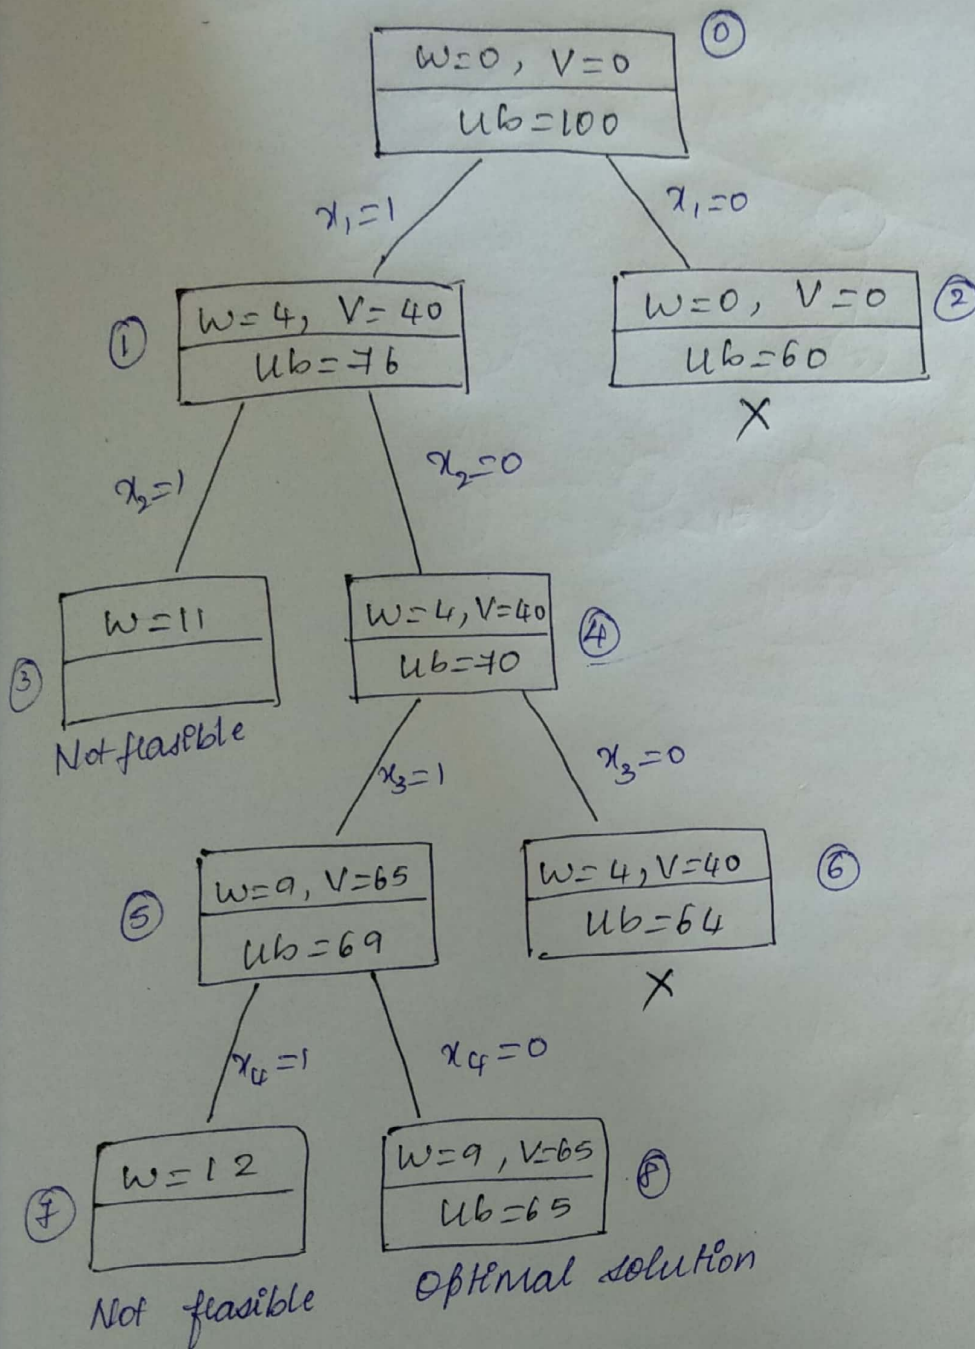 0
W=0, V=0
Ub=100
x₁=1
x₁=0
1
W=4, V=40
Ub=76
W=0, V=0
2
Ub=60
X
x₂=1
x₂=0
3
W=11
Not feasible
W=4, V=40
4
Ub=70
x₃=1
x₃=0
5
W=9, V=65
Ub=69
W=4, V=40
6
Ub=64
X
x₄=1
x₄=0
7
W=12
Not feasible
W=9, V=65
8
Ub=65
Optimal solution